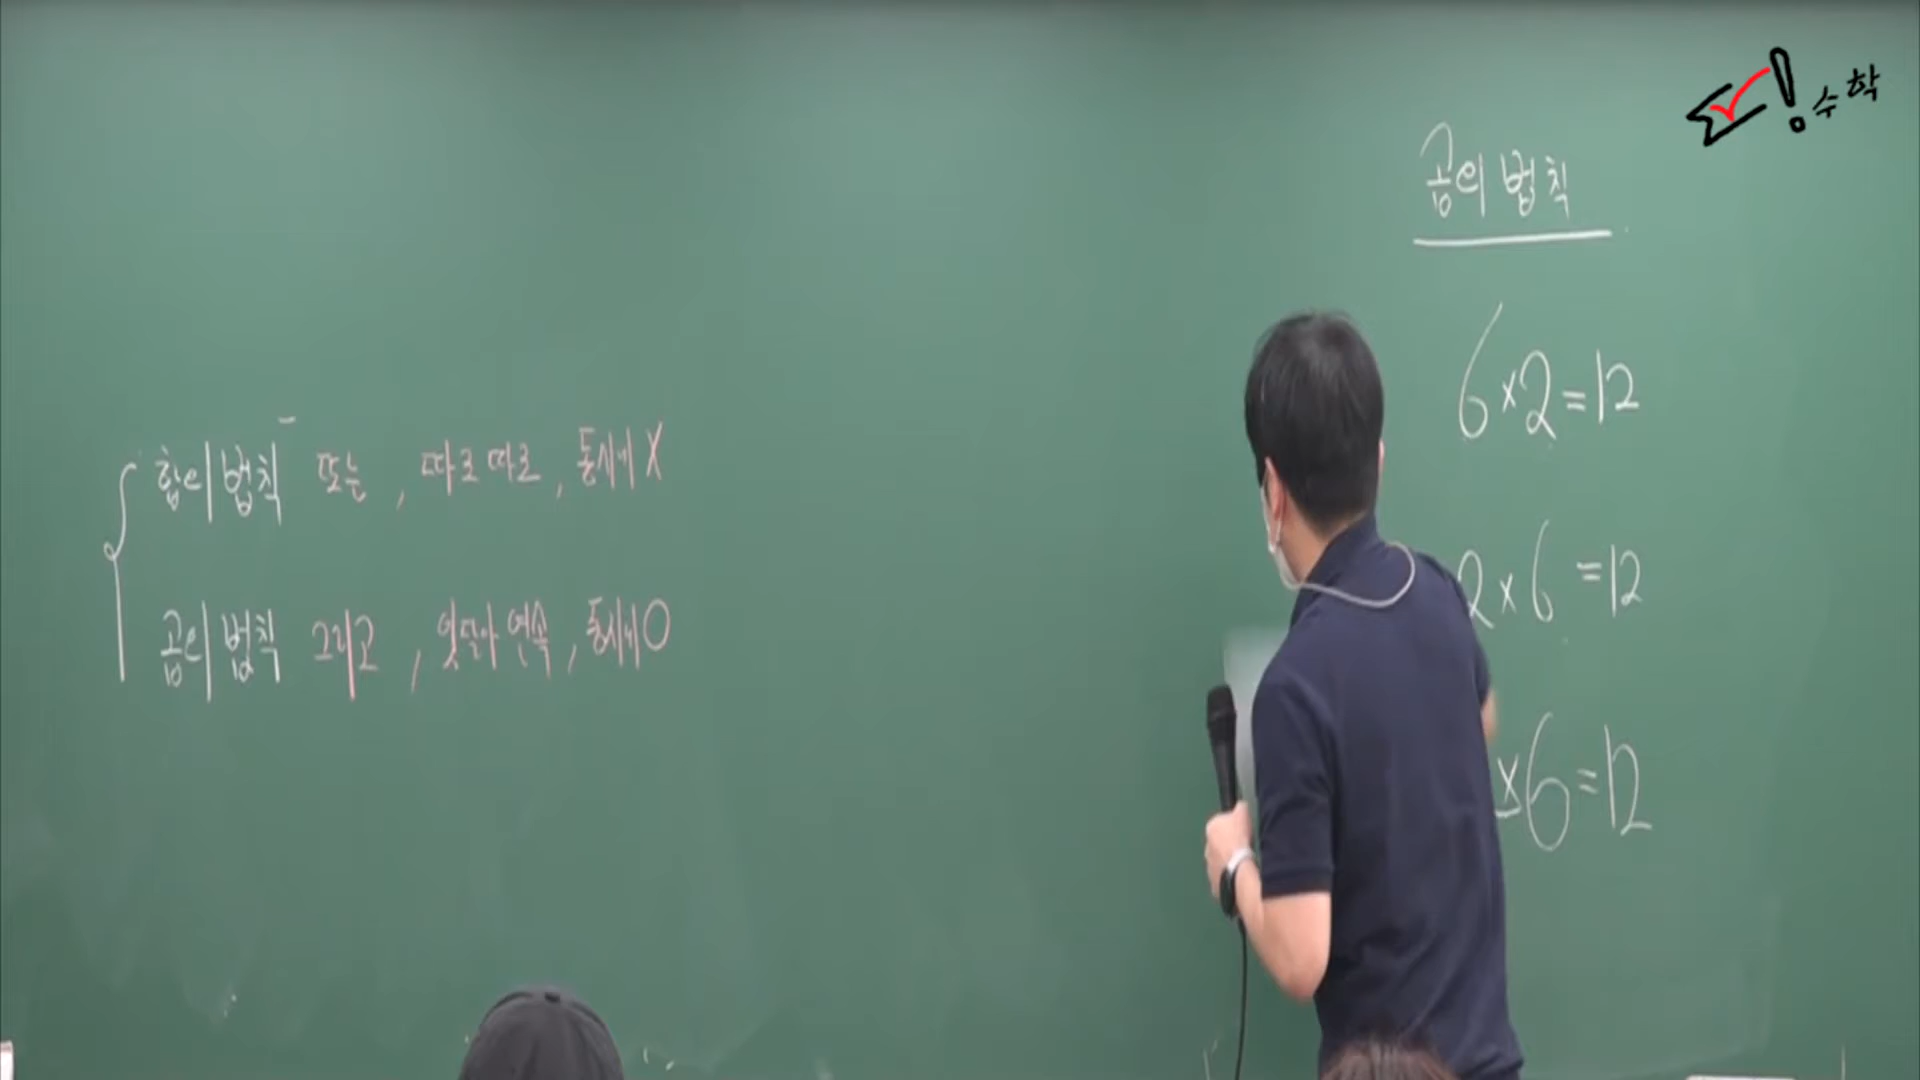 수학
합의 법칙 또는, 따로 따로, 동시에 X
곱의 법칙 그리고, 잇달아 연속, 동시에 O
곱의 법칙
6×2=12
2×6=12
×6=12